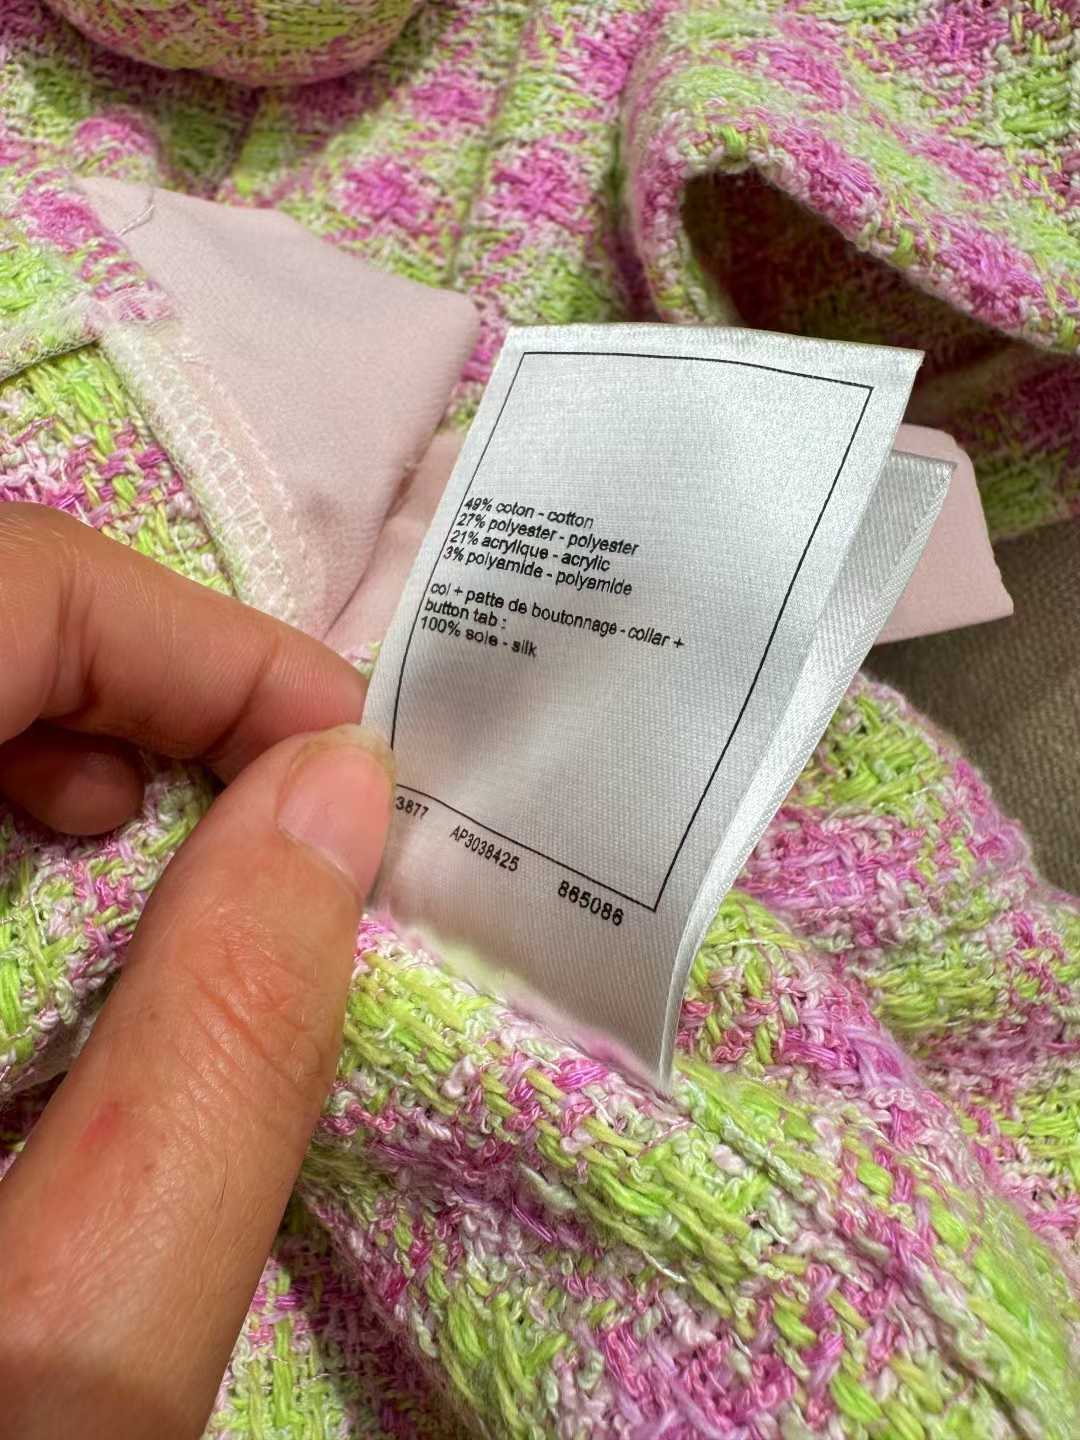 49% coton - cotton
27% polyester - polyester
21% acrylique - acrylic
3% polyamide - polyamide
col + patte de boutonnage - collar +
button tab :
100% soie - silk
3877 AP3038425 865086